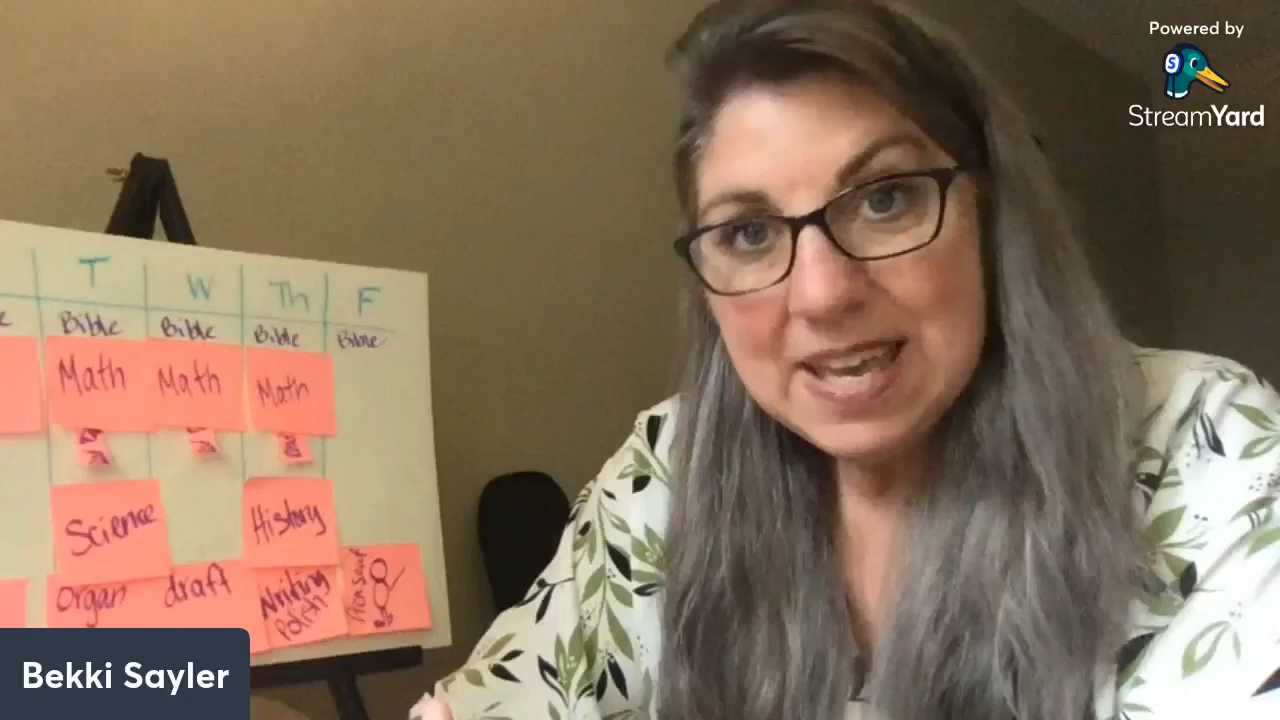 Powered by
StreamYard
T W Th F
Bible Bible Bible Bible
Math Math Math
Science History
organ draft Writing
Bekki Sayler